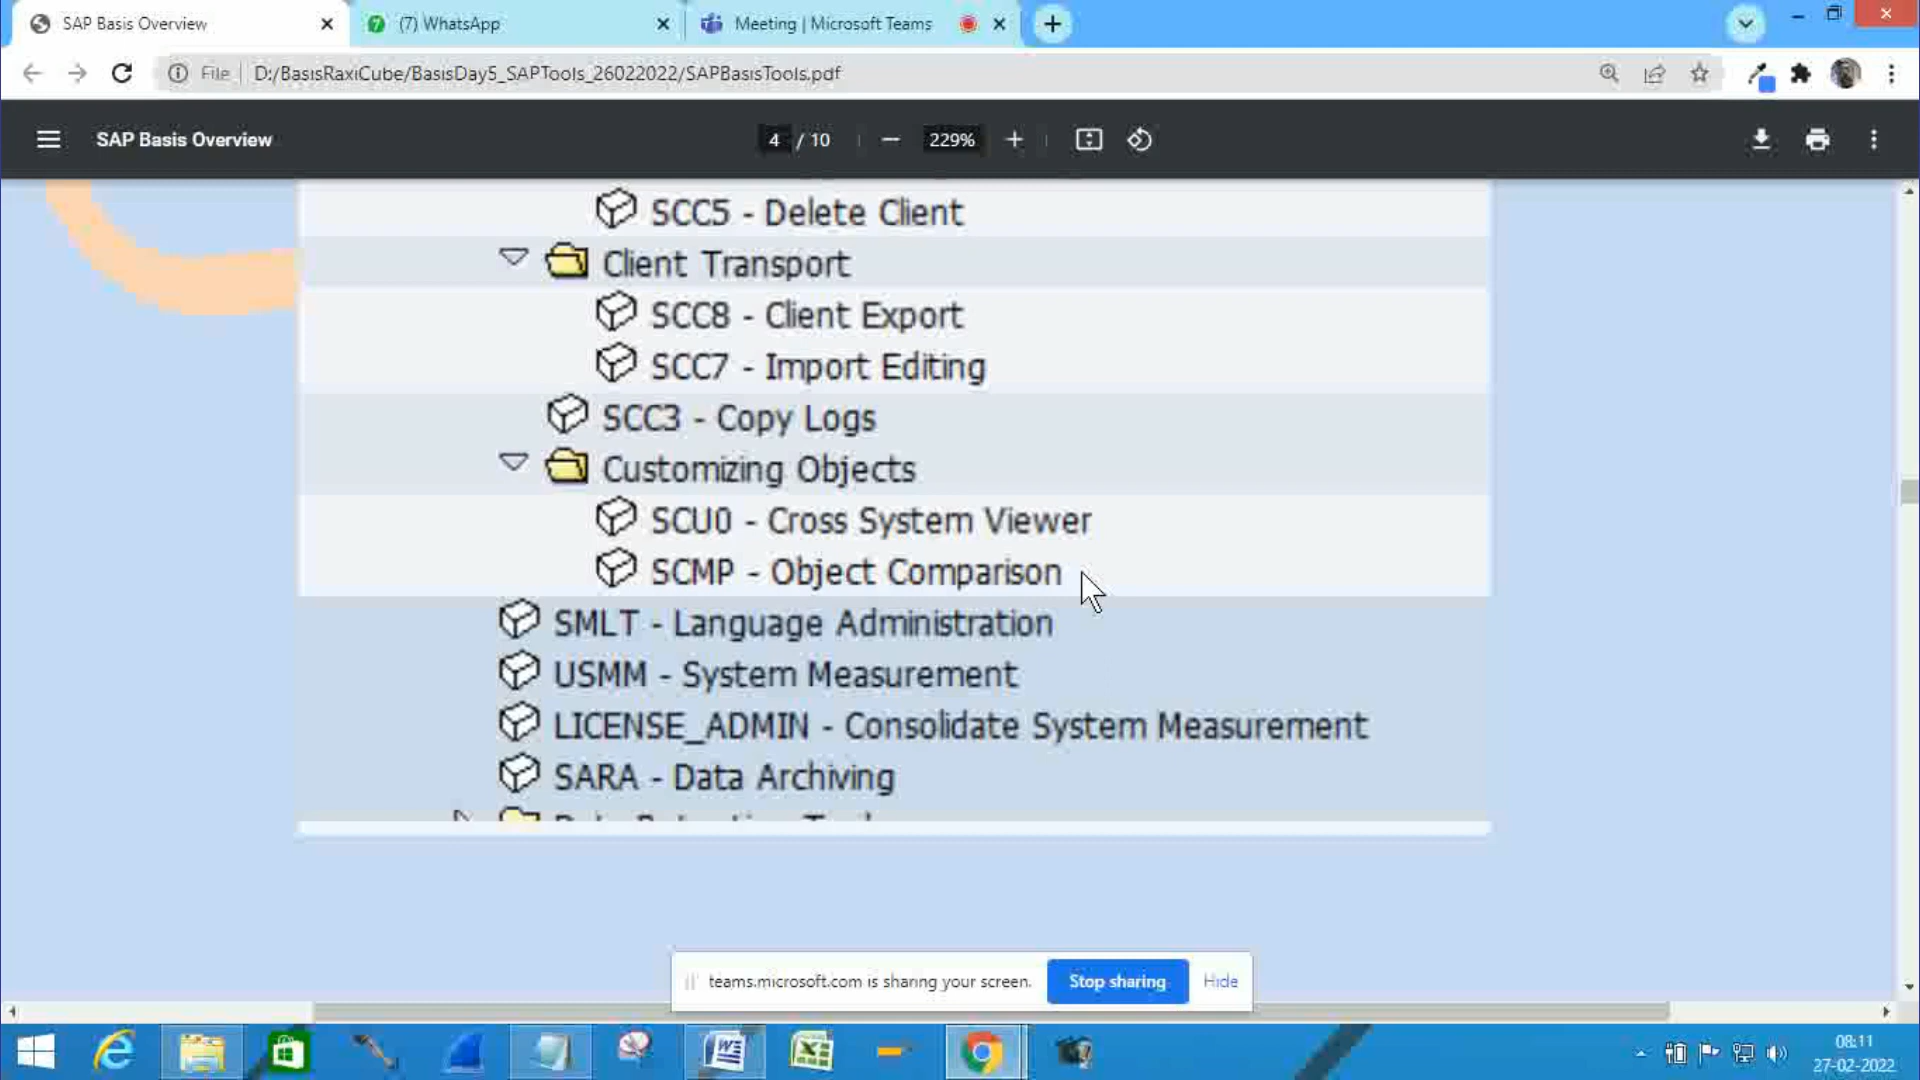 SAP Basis Overview
(7) WhatsApp
Meeting | Microsoft Teams
File
D:/BasisRaxiCube/BasisDay5_SAPTools_26022022/SAPBasisTools.pdf
SAP Basis Overview
4 / 10
229%
SCC5 - Delete Client
Client Transport
SCC8 - Client Export
SCC7 - Import Editing
SCC3 - Copy Logs
Customizing Objects
SCU0 - Cross System Viewer
SCMP - Object Comparison
SMLT - Language Administration
USMM - System Measurement
LICENSE_ADMIN - Consolidate System Measurement
SARA - Data Archiving
teams.microsoft.com is sharing your screen.
Stop sharing
Hide
08:11
27-02-2022